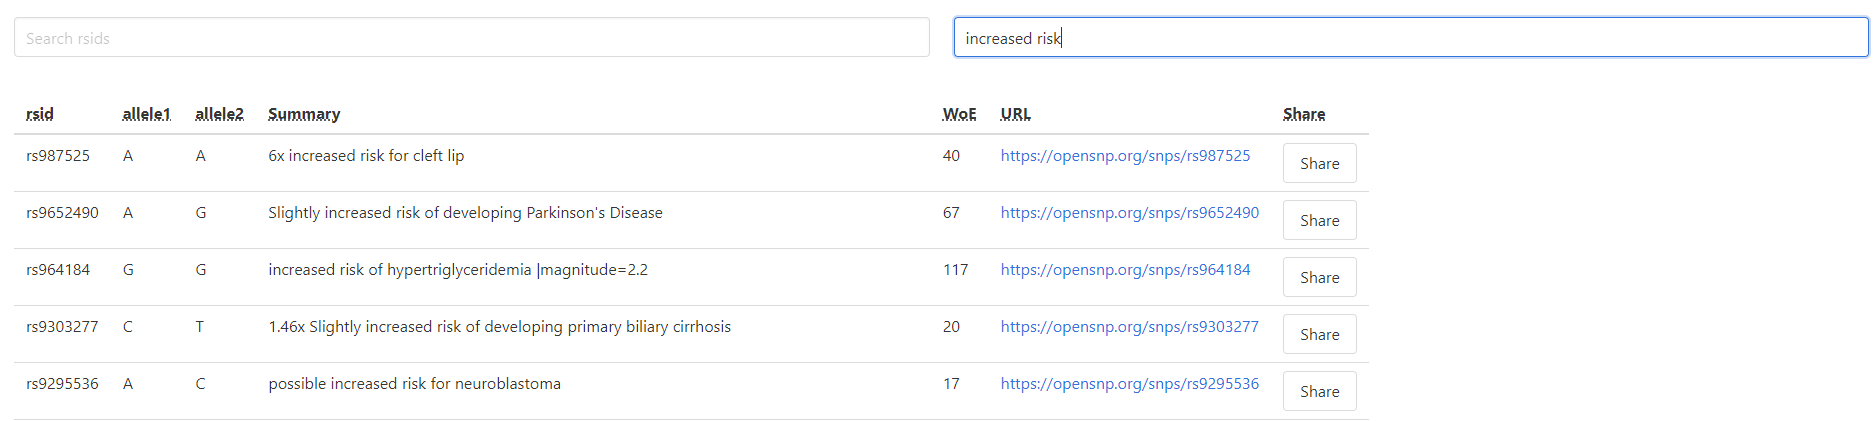 Search rsids increased risk
rsid allele1 allele2 Summary WoE URL Share
rs987525 A A 6x increased risk for cleft lip 40 https://opensnp.org/snps/rs987525 Share
rs9652490 A G Slightly increased risk of developing Parkinson's Disease 67 https://opensnp.org/snps/rs9652490 Share
rs964184 G G increased risk of hypertriglyceridemia |magnitude=2.2 117 https://opensnp.org/snps/rs964184 Share
rs9303277 C T 1.46x Slightly increased risk of developing primary biliary cirrhosis 20 https://opensnp.org/snps/rs9303277 Share
rs9295536 A C possible increased risk for neuroblastoma 17 https://opensnp.org/snps/rs9295536 Share